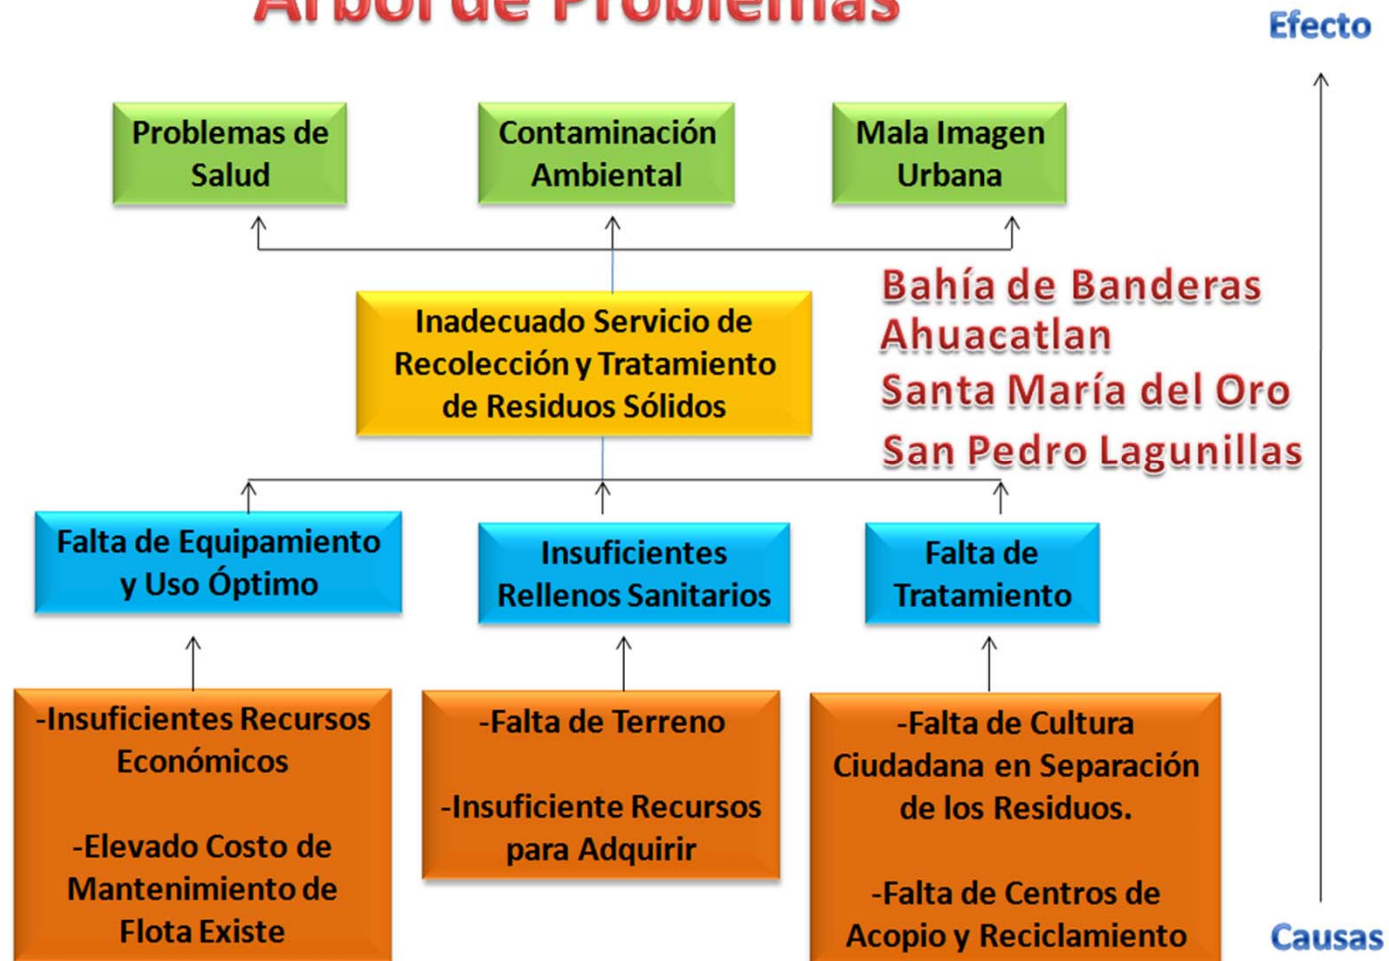 Árbol de Problemas
Efecto
Problemas de
Salud
Contaminación
Ambiental
Mala Imagen
Urbana
Bahía de Banderas
Ahuacatlan
Santa María del Oro
San Pedro Lagunillas
Inadecuado Servicio de
Recolección y Tratamiento
de Residuos Sólidos
Falta de Equipamiento
y Uso Óptimo
Insuficientes
Rellenos Sanitarios
Falta de
Tratamiento
-Insuficientes Recursos
Económicos
-Elevado Costo de
Mantenimiento de
Flota Existe
-Falta de Terreno
-Insuficiente Recursos
para Adquirir
-Falta de Cultura
Ciudadana en Separación
de los Residuos.
-Falta de Centros de
Acopio y Reciclamiento
Causas